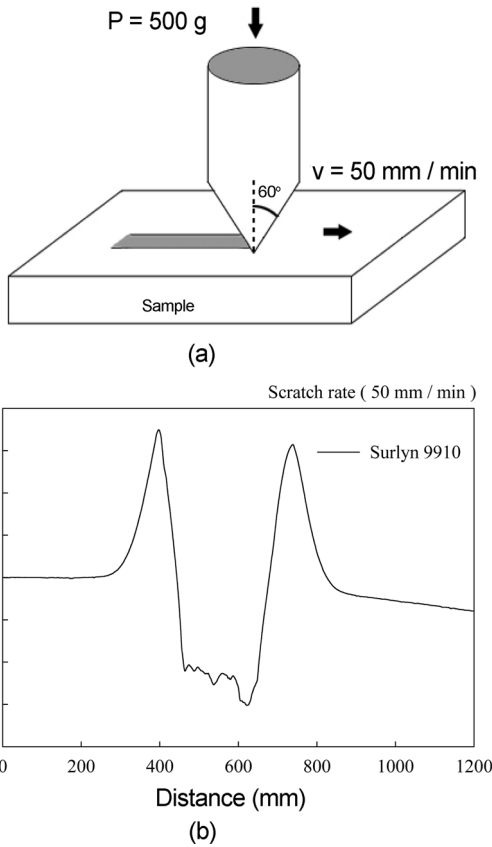 P = 500 g
v = 50 mm / min
60°
Sample
(a)
Scratch rate ( 50 mm / min )
Surlyn 9910
0 200 400 600 800 1000 1200
Distance (mm)
(b)